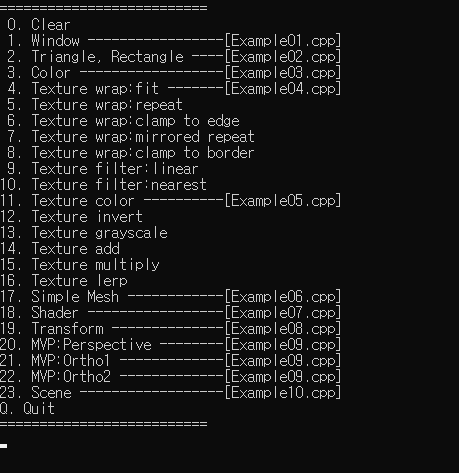 ==========================
0. Clear
1. Window -----------------[Example01.cpp]
2. Triangle, Rectangle ----[Example02.cpp]
3. Color ------------------[Example03.cpp]
4. Texture wrap:fit -------[Example04.cpp]
5. Texture wrap:repeat
6. Texture wrap:clamp to edge
7. Texture wrap:mirrored repeat
8. Texture wrap:clamp to border
9. Texture filter:linear
10. Texture filter:nearest
11. Texture color ----------[Example05.cpp]
12. Texture invert
13. Texture grayscale
14. Texture add
15. Texture multiply
16. Texture lerp
17. Simple Mesh ------------[Example06.cpp]
18. Shader -----------------[Example07.cpp]
19. Transform --------------[Example08.cpp]
20. MVP:Perspective --------[Example09.cpp]
21. MVP:Ortho1 -------------[Example09.cpp]
22. MVP:Ortho2 -------------[Example09.cpp]
23. Scene ------------------[Example10.cpp]
Q. Quit
==========================